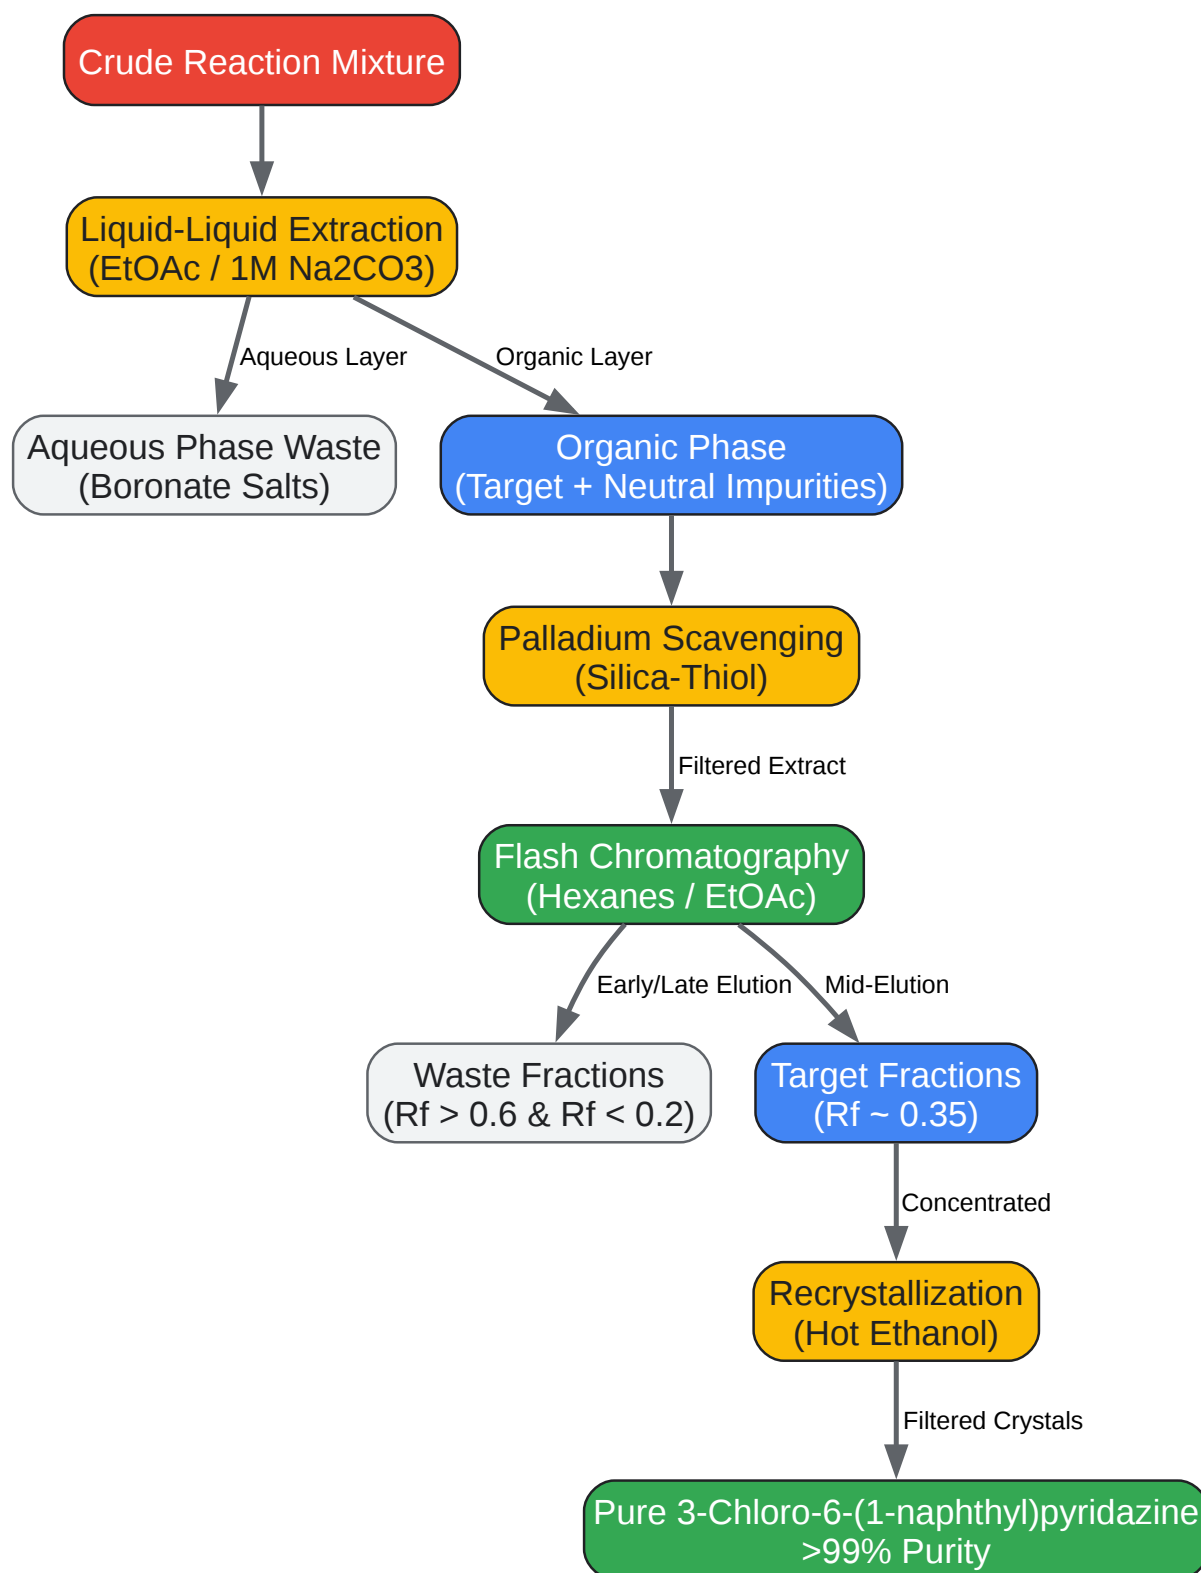 Crude Reaction Mixture
Liquid-Liquid Extraction
(EtOAc / 1M Na2CO3)
Aqueous Layer
Organic Layer
Aqueous Phase Waste
(Boronate Salts)
Organic Phase
(Target + Neutral Impurities)
Palladium Scavenging
(Silica-Thiol)
Filtered Extract
Flash Chromatography
(Hexanes / EtOAc)
Early/Late Elution
Mid-Elution
Waste Fractions
(Rf > 0.6 & Rf < 0.2)
Target Fractions
(Rf ~ 0.35)
Concentrated
Recrystallization
(Hot Ethanol)
Filtered Crystals
Pure 3-Chloro-6-(1-naphthyl)pyridazine
>99% Purity